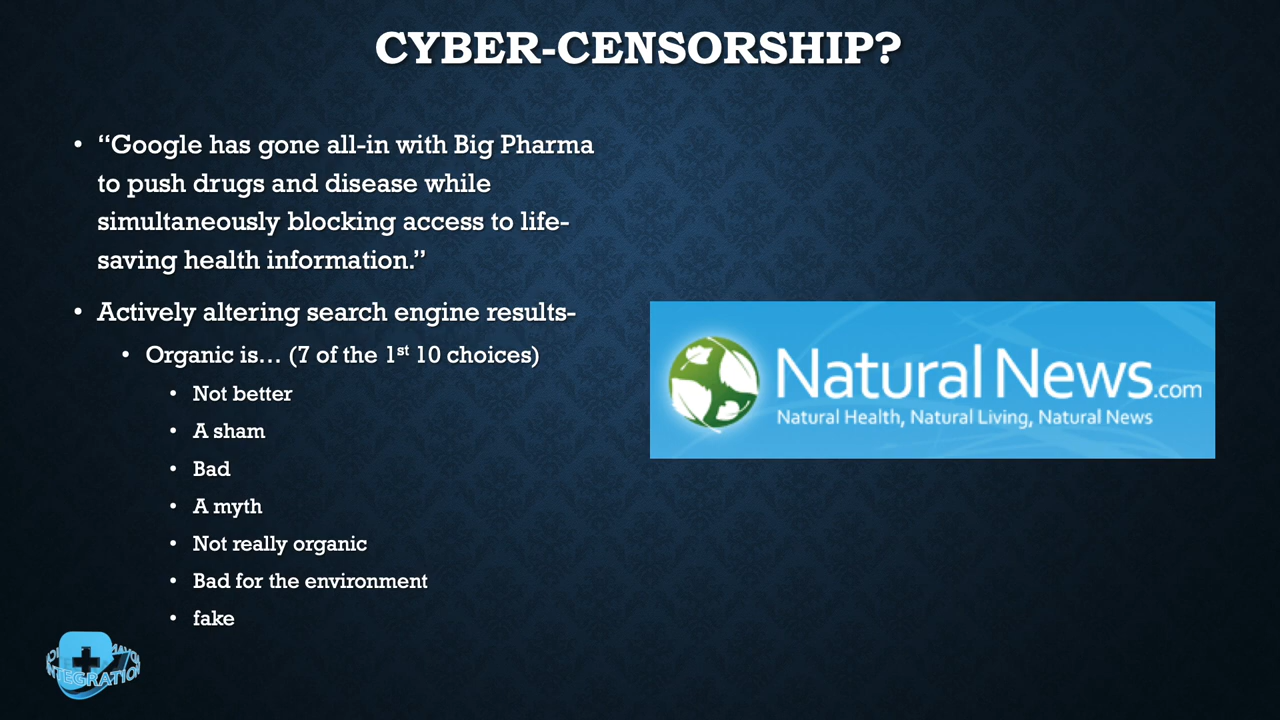 CYBER-CENSORSHIP?
• “Google has gone all-in with Big Pharma
to push drugs and disease while
simultaneously blocking access to life-
saving health information.”
• Actively altering search engine results-
• Organic is… (7 of the 1st 10 choices)
• Not better
• A sham
• Bad
• A myth
• Not really organic
• Bad for the environment
• fake
NaturalNews.com
Natural Health, Natural Living, Natural News